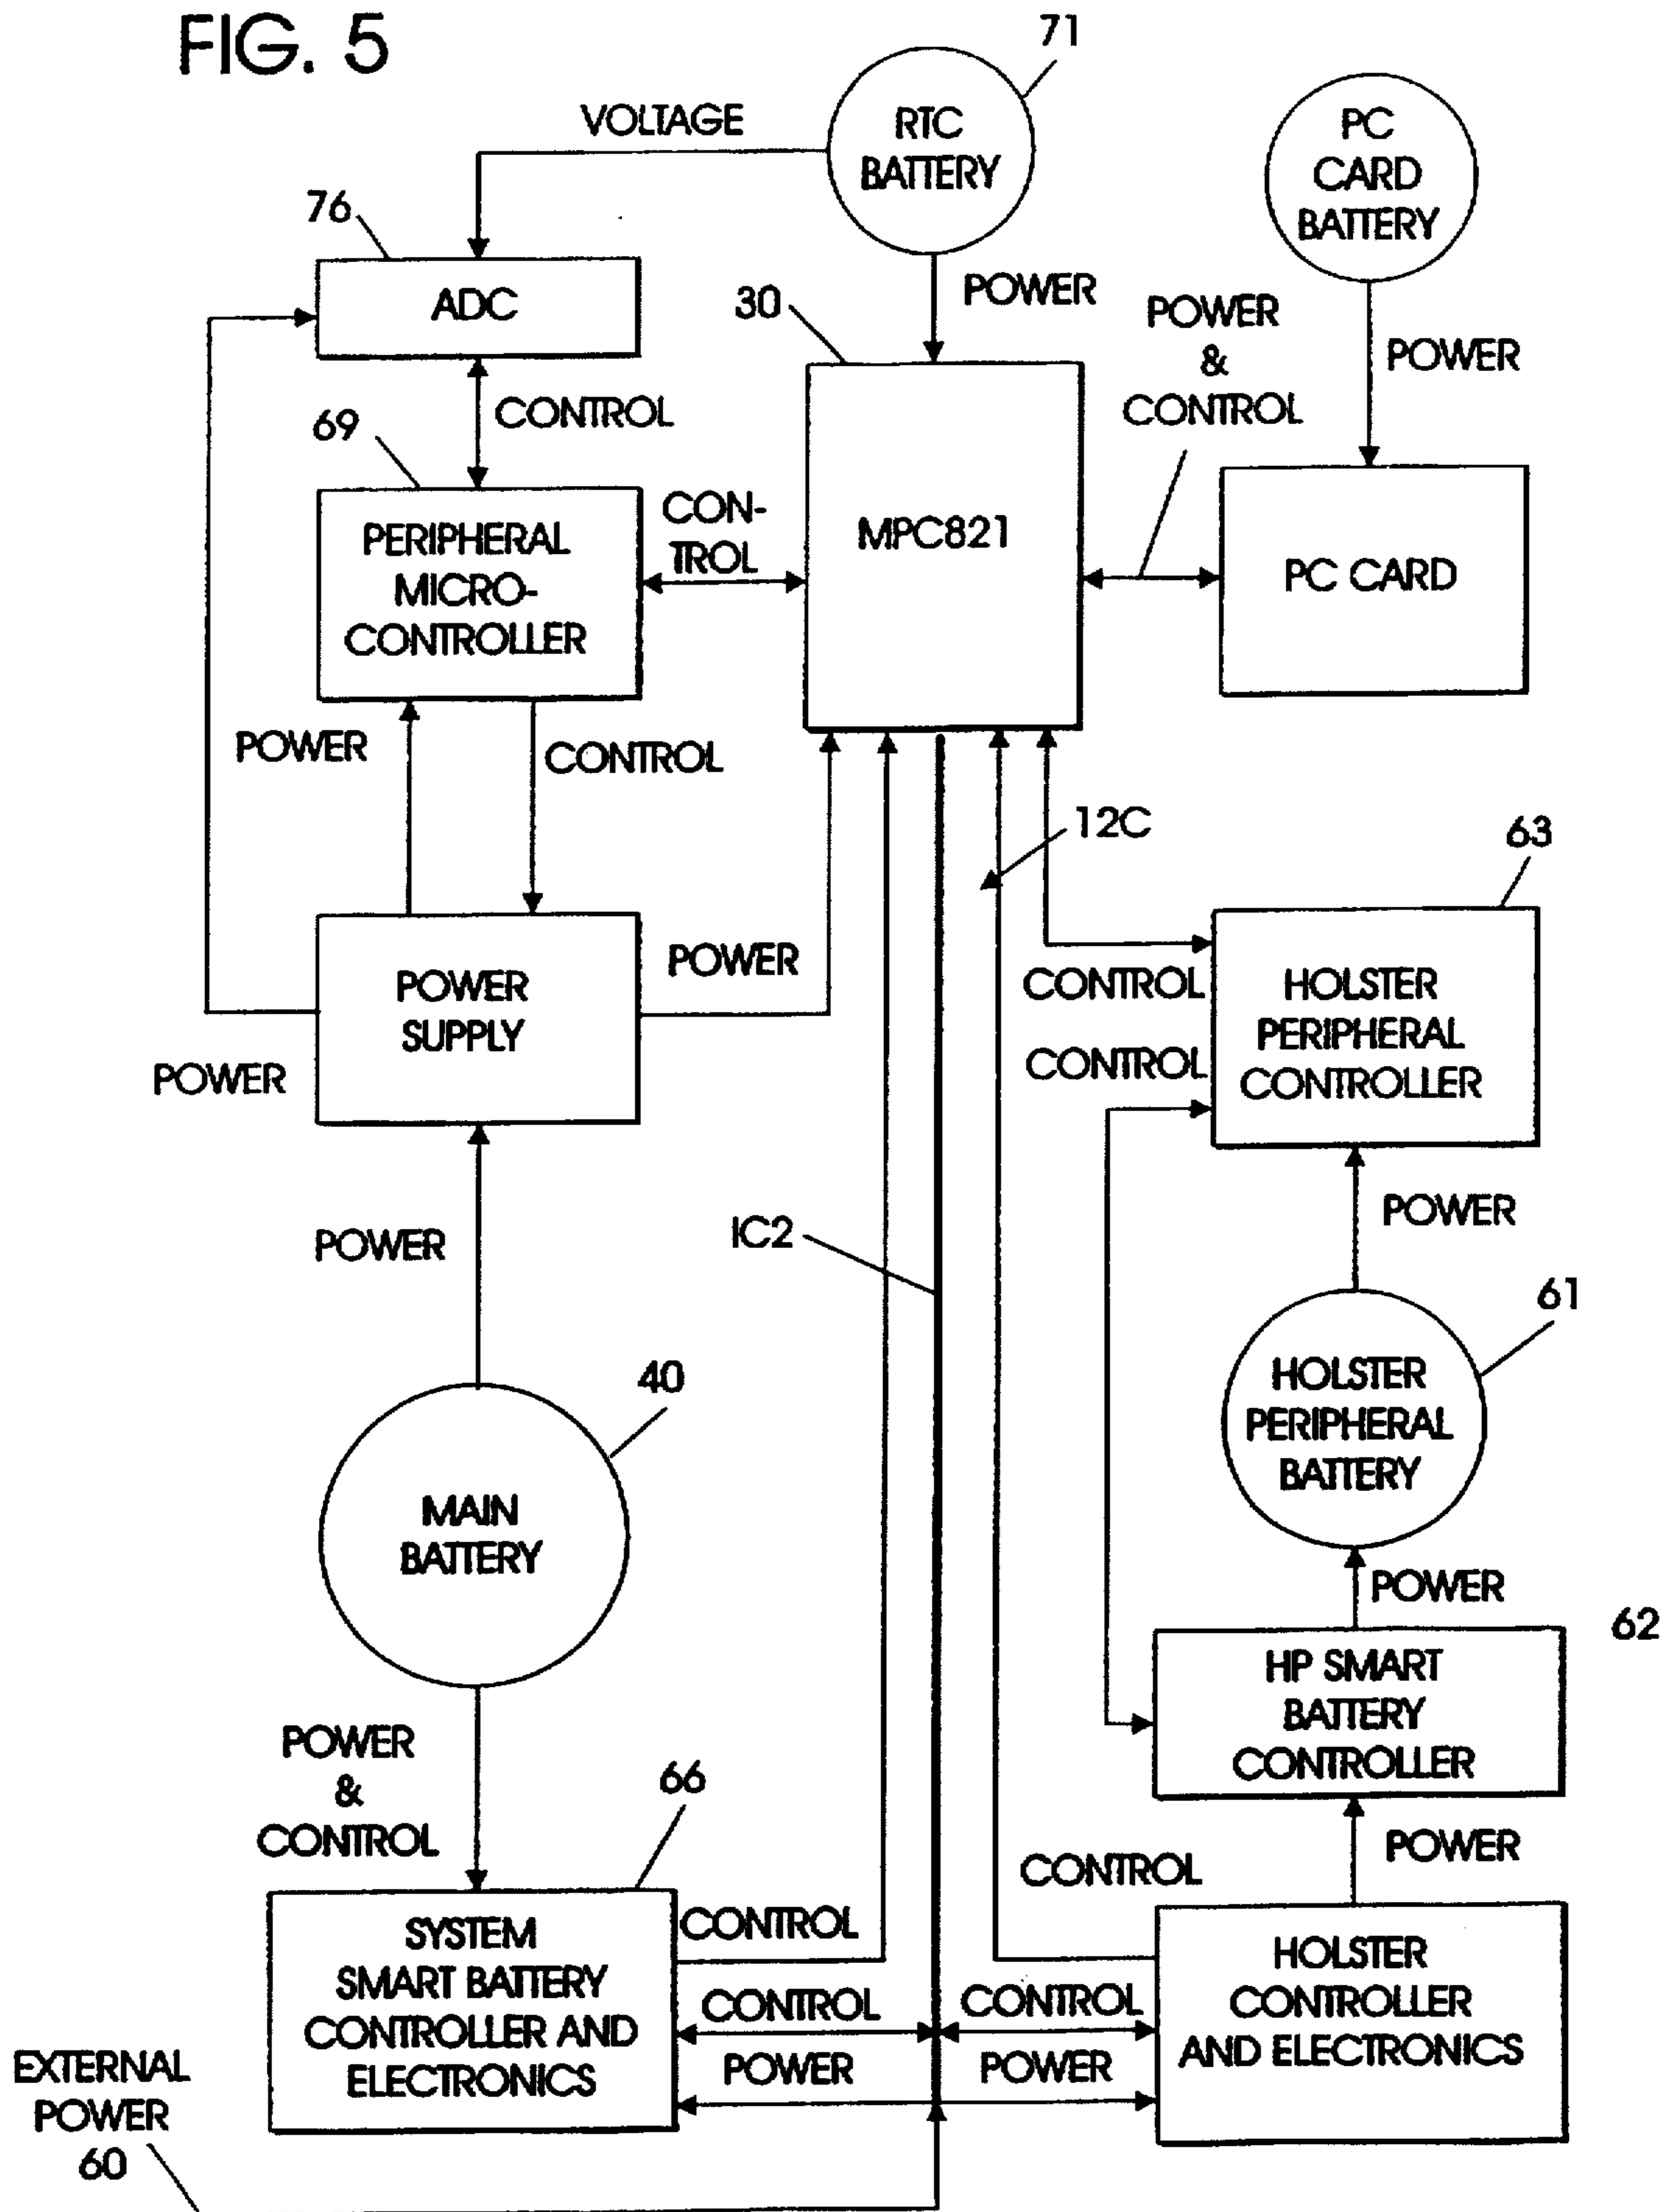 FIG. 5
71
VOLTAGE
RTC
BATTERY
PC
CARD
BATTERY
76
ADC
POWER
30
POWER
&
CONTROL
POWER
CONTROL
69
PERIPHERAL
MICRO-
CONTROLLER
CON-
TROL
MPC821
PC CARD
POWER
CONTROL
12C
63
POWER
SUPPLY
POWER
CONTROL
HOLSTER
PERIPHERAL
CONTROLLER
POWER
CONTROL
POWER
IC2
POWER
61
HOLSTER
PERIPHERAL
BATTERY
40
MAIN
BATTERY
POWER
62
HP SMART
BATTERY
CONTROLLER
POWER
&
CONTROL
66
POWER
CONTROL
SYSTEM
SMART BATTERY
CONTROLLER AND
ELECTRONICS
CONTROL
CONTROL
CONTROL
POWER
POWER
HOLSTER
CONTROLLER
AND ELECTRONICS
EXTERNAL
POWER
60